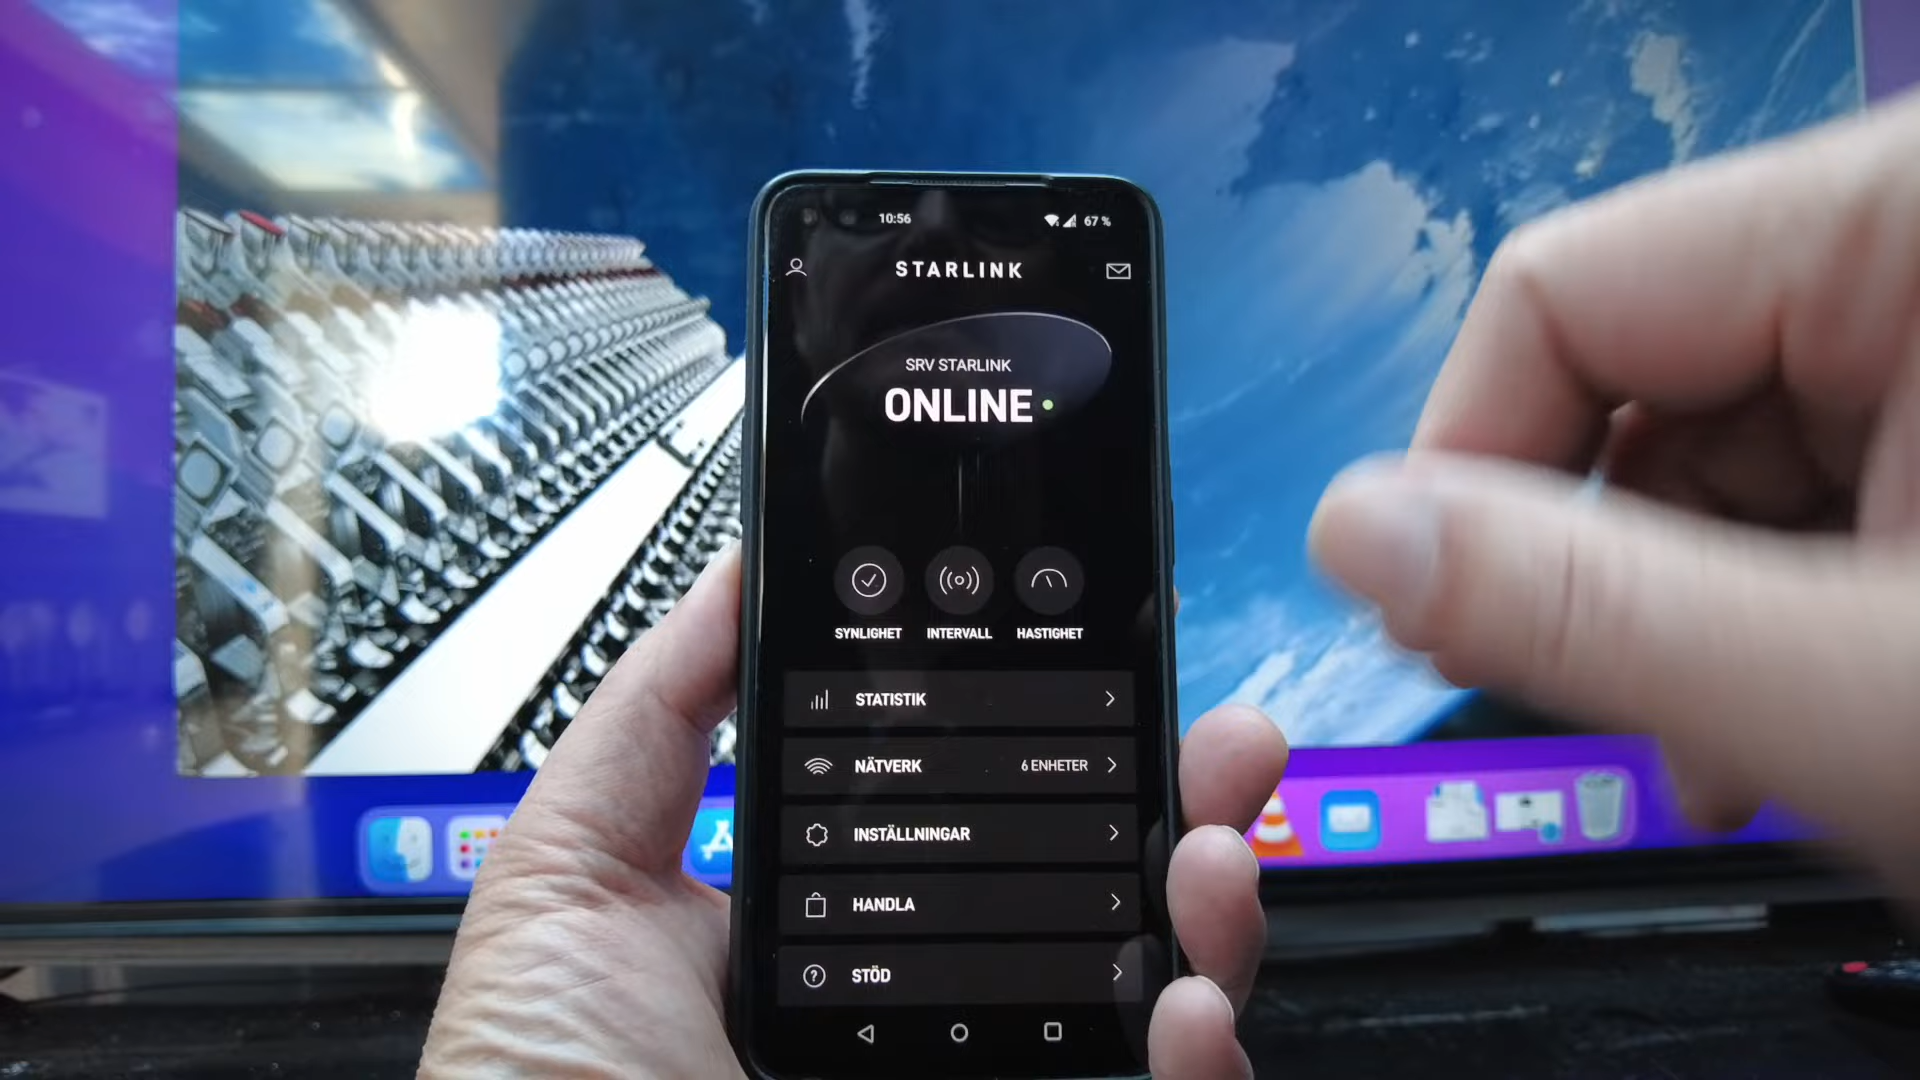 10:56
67 %
STARLINK
SRV STARLINK
ONLINE
SYNLIGHET INTERVALL HASTIGHET
STATISTIK
NÄTVERK 6 ENHETER
INSTÄLLNINGAR
HANDLA
STÖD